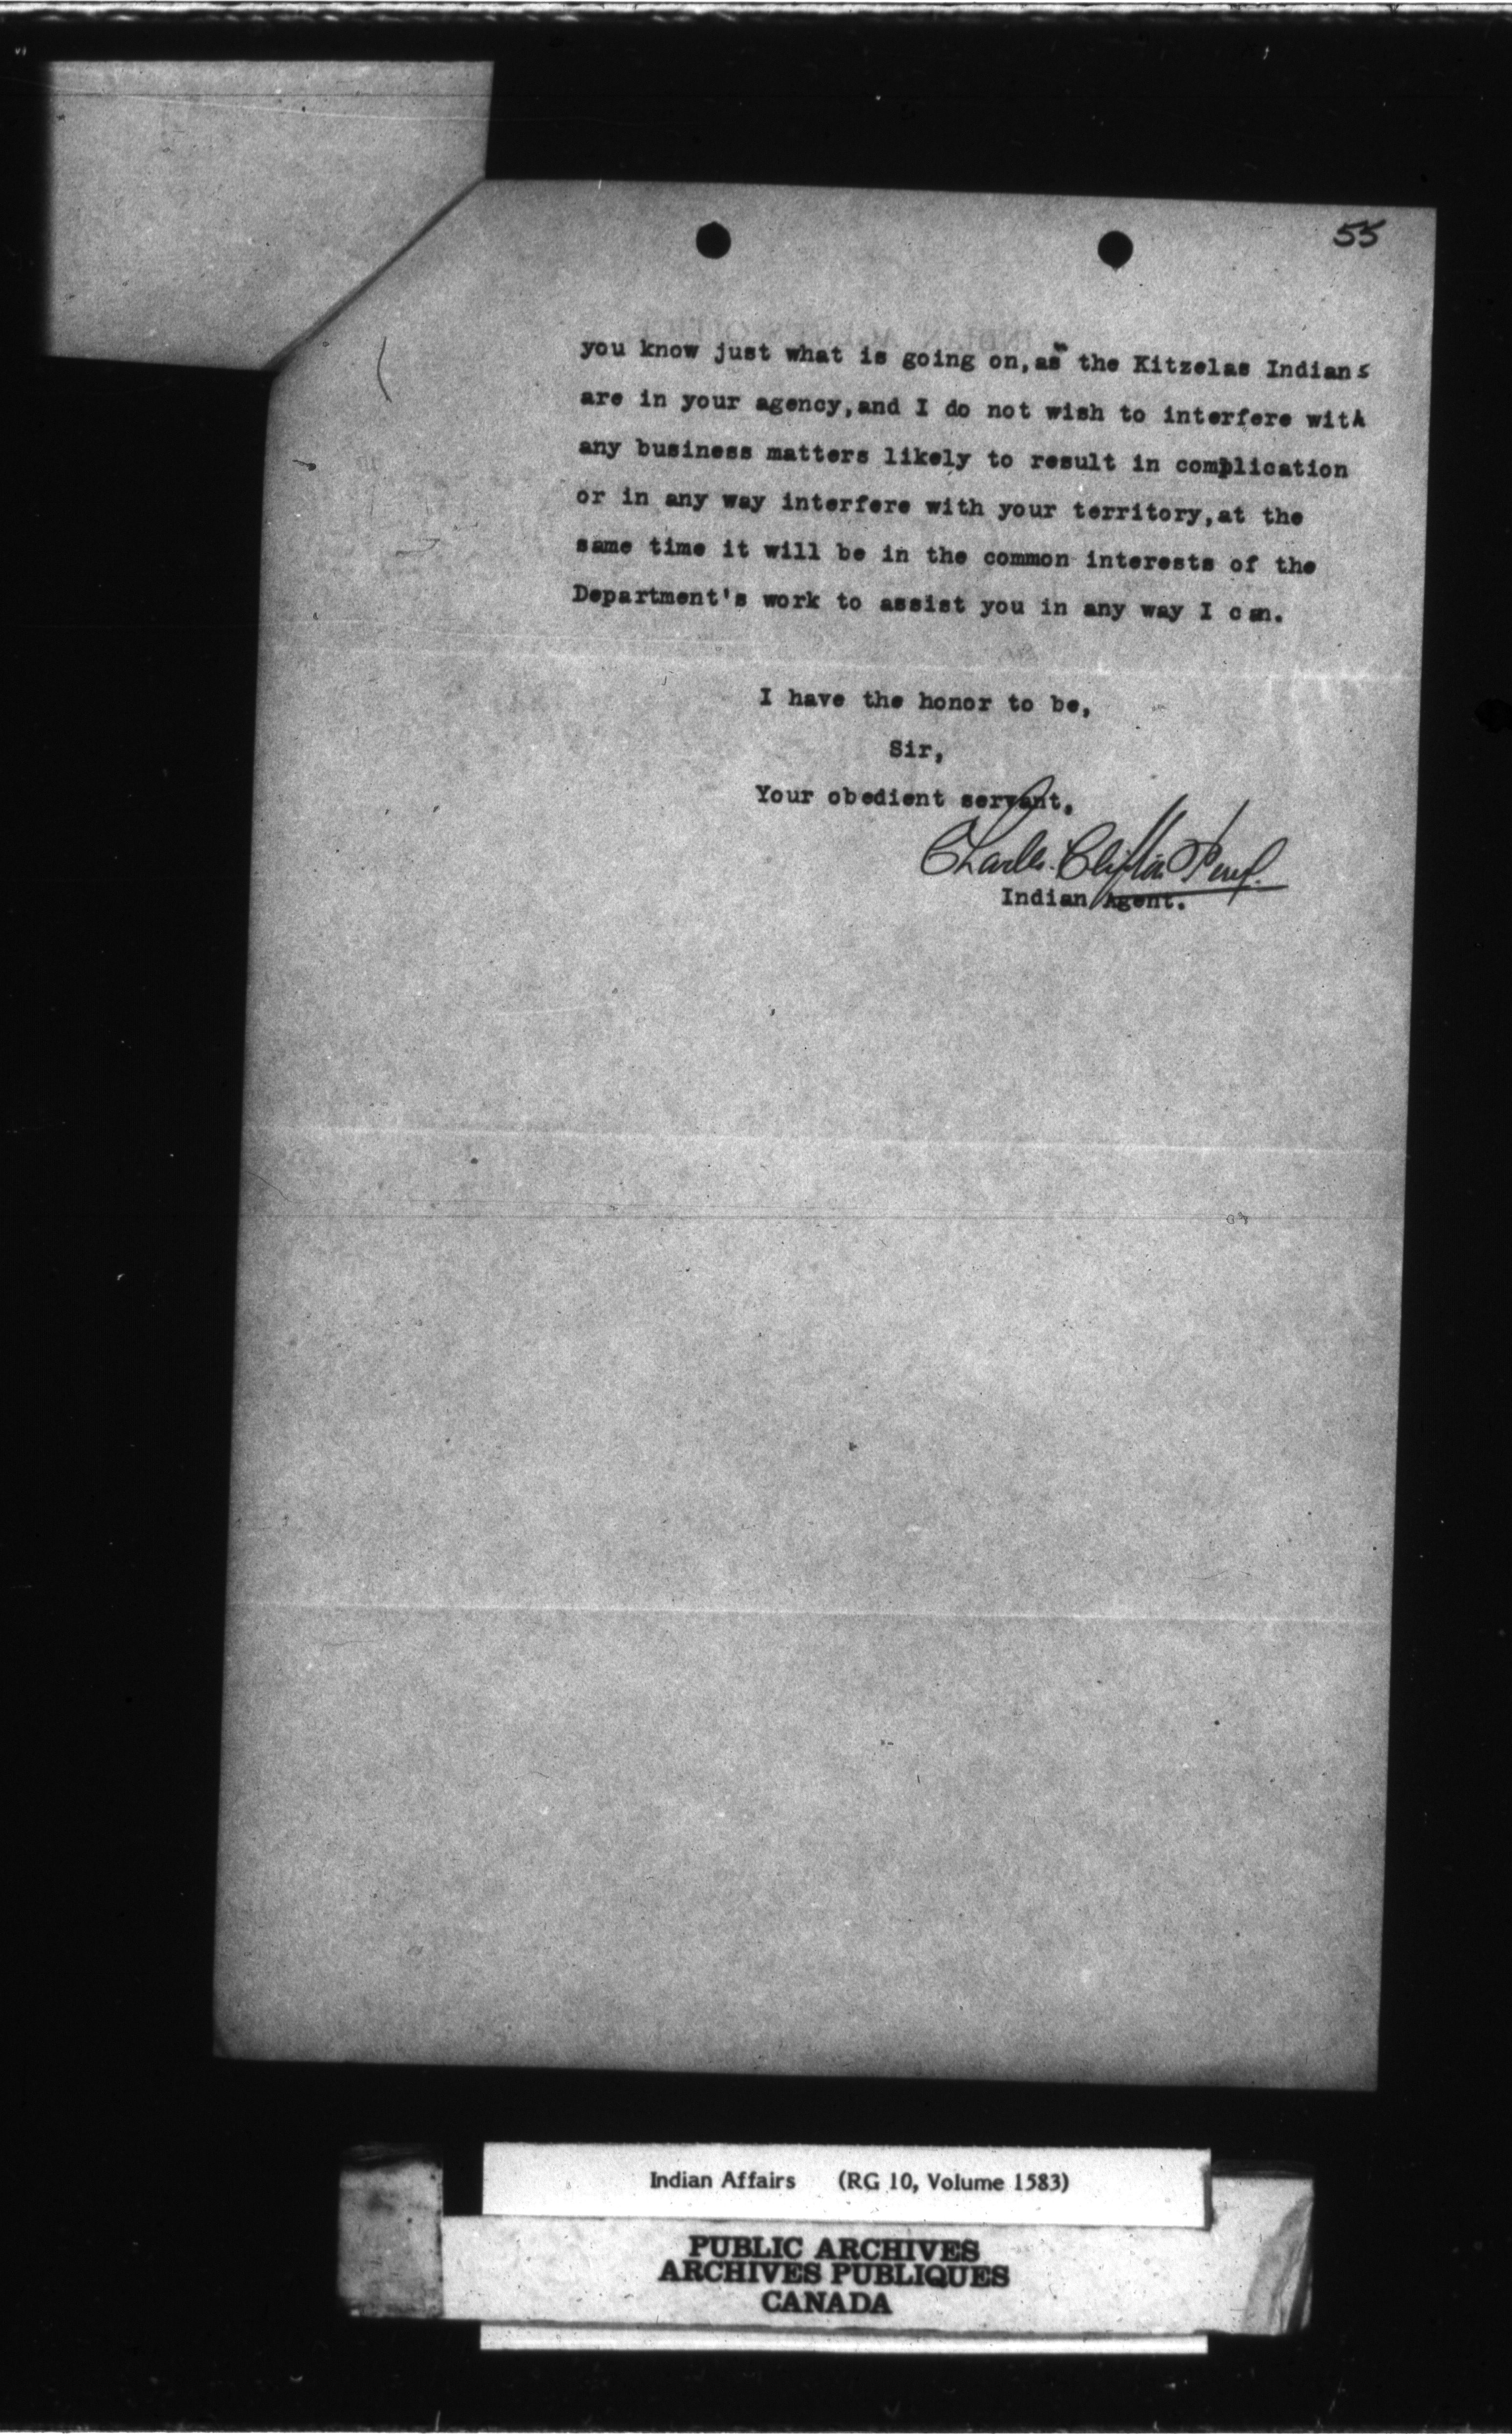 55
you know just what is going on,as the Kitzelas Indians
are in your agency,and I do not wish to interfere with
any business matters likely to result in complication
or in any way interfere with your territory,at the
same time it will be in the common interests of the
Department's work to assist you in any way I can.
I have the honor to be,
Sir,
Your obedient servant.
Charles Clifton Perry.
Indian Agent.
Indian Affairs (RG 10, Volume 1583)
PUBLIC ARCHIVES
ARCHIVES PUBLIQUES
CANADA